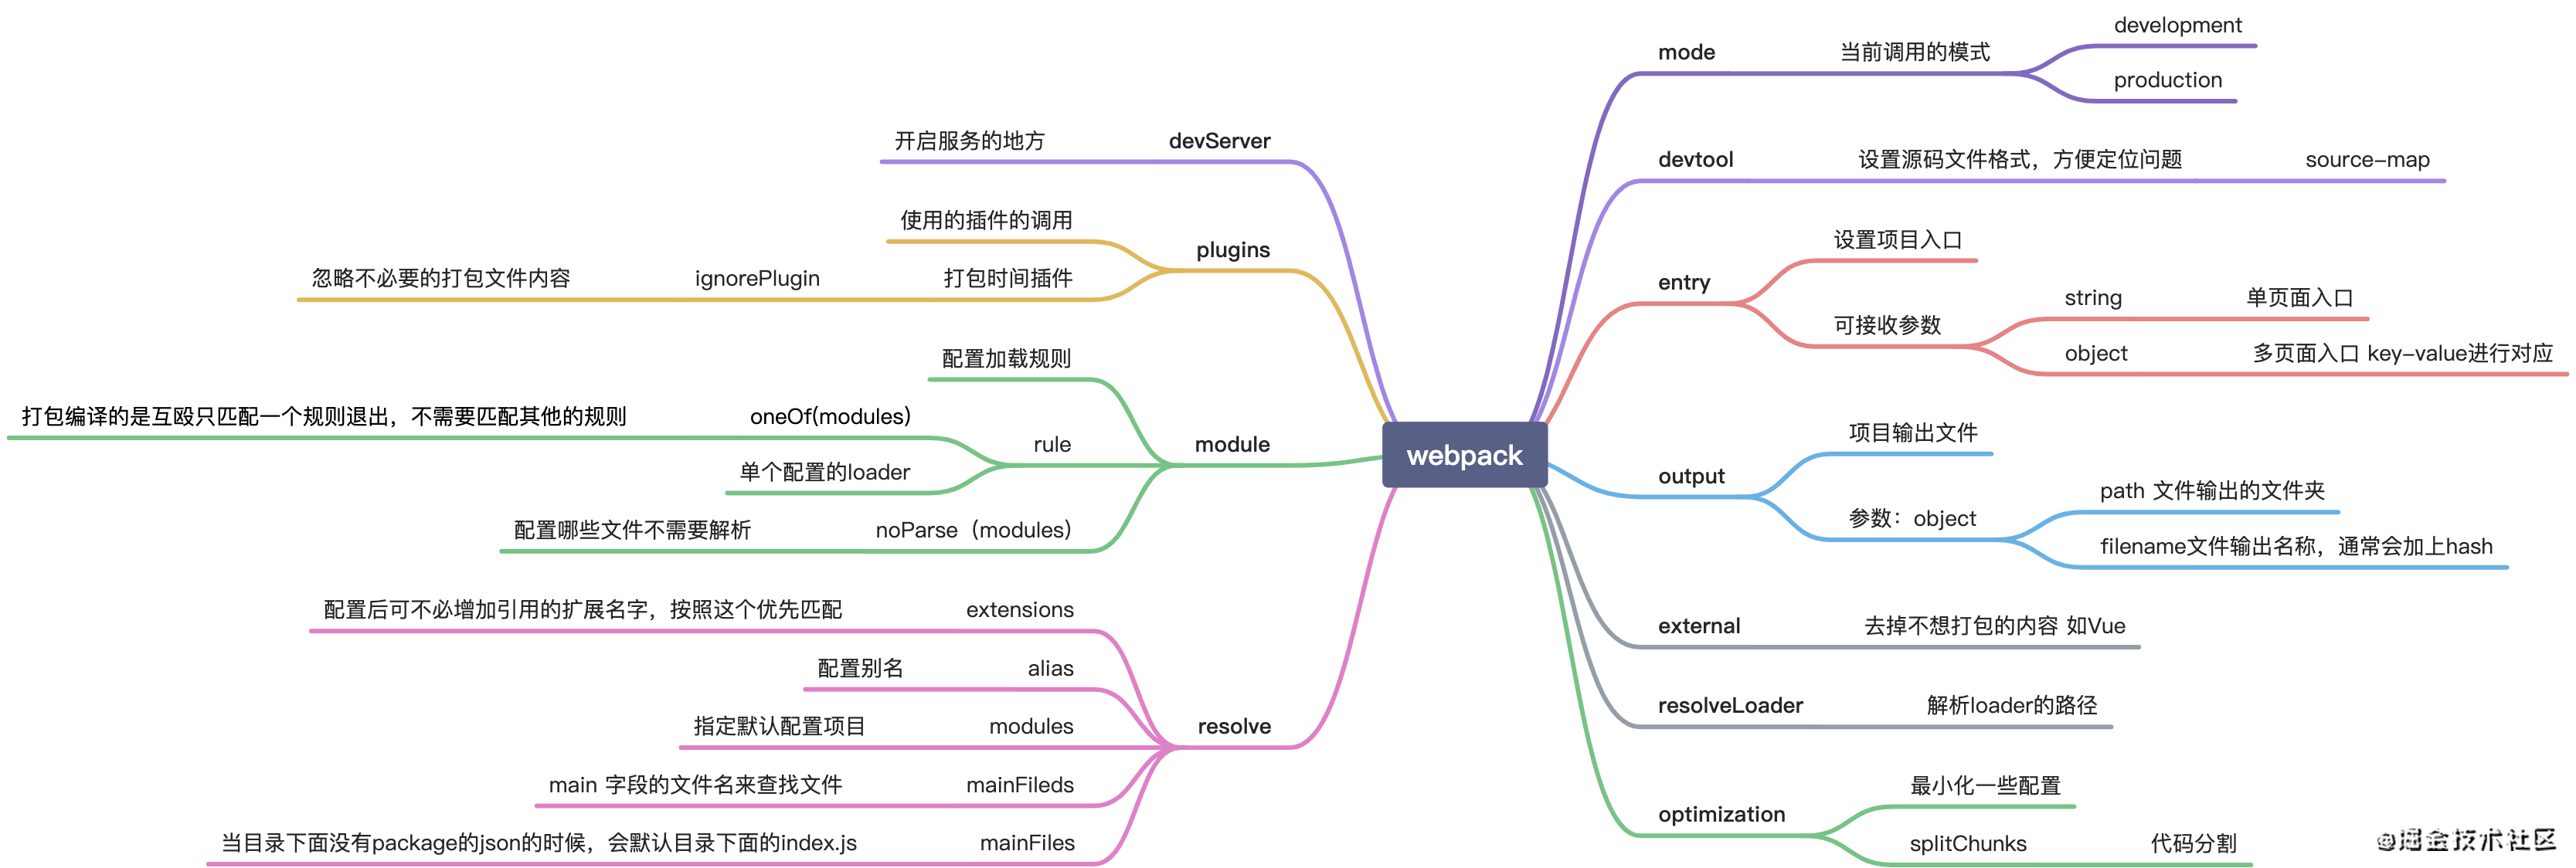 webpack
mode
当前调用的模式
development
production
devtool
设置源码文件格式，方便定位问题
source-map
entry
设置项目入口
可接收参数
string
单页面入口
object
多页面入口 key-value进行对应
output
项目输出文件
参数：object
path 文件输出的文件夹
filename文件输出名称，通常会加上hash
external
去掉不想打包的内容 如Vue
resolveLoader
解析loader的路径
optimization
最小化一些配置
splitChunks
代码分割
devServer
开启服务的地方
plugins
使用的插件的调用
打包时间插件
ignorePlugin
忽略不必要的打包文件内容
module
配置加载规则
rule
oneOf(modules)
打包编译的是互殴只匹配一个规则退出，不需要匹配其他的规则
单个配置的loader
noParse（modules)
配置哪些文件不需要解析
resolve
extensions
配置后可不必增加引用的扩展名字，按照这个优先匹配
alias
配置别名
modules
指定默认配置项目
mainFileds
main 字段的文件名来查找文件
mainFiles
当目录下面没有package的json的时候，会默认目录下面的index.js
@掘金技术社区